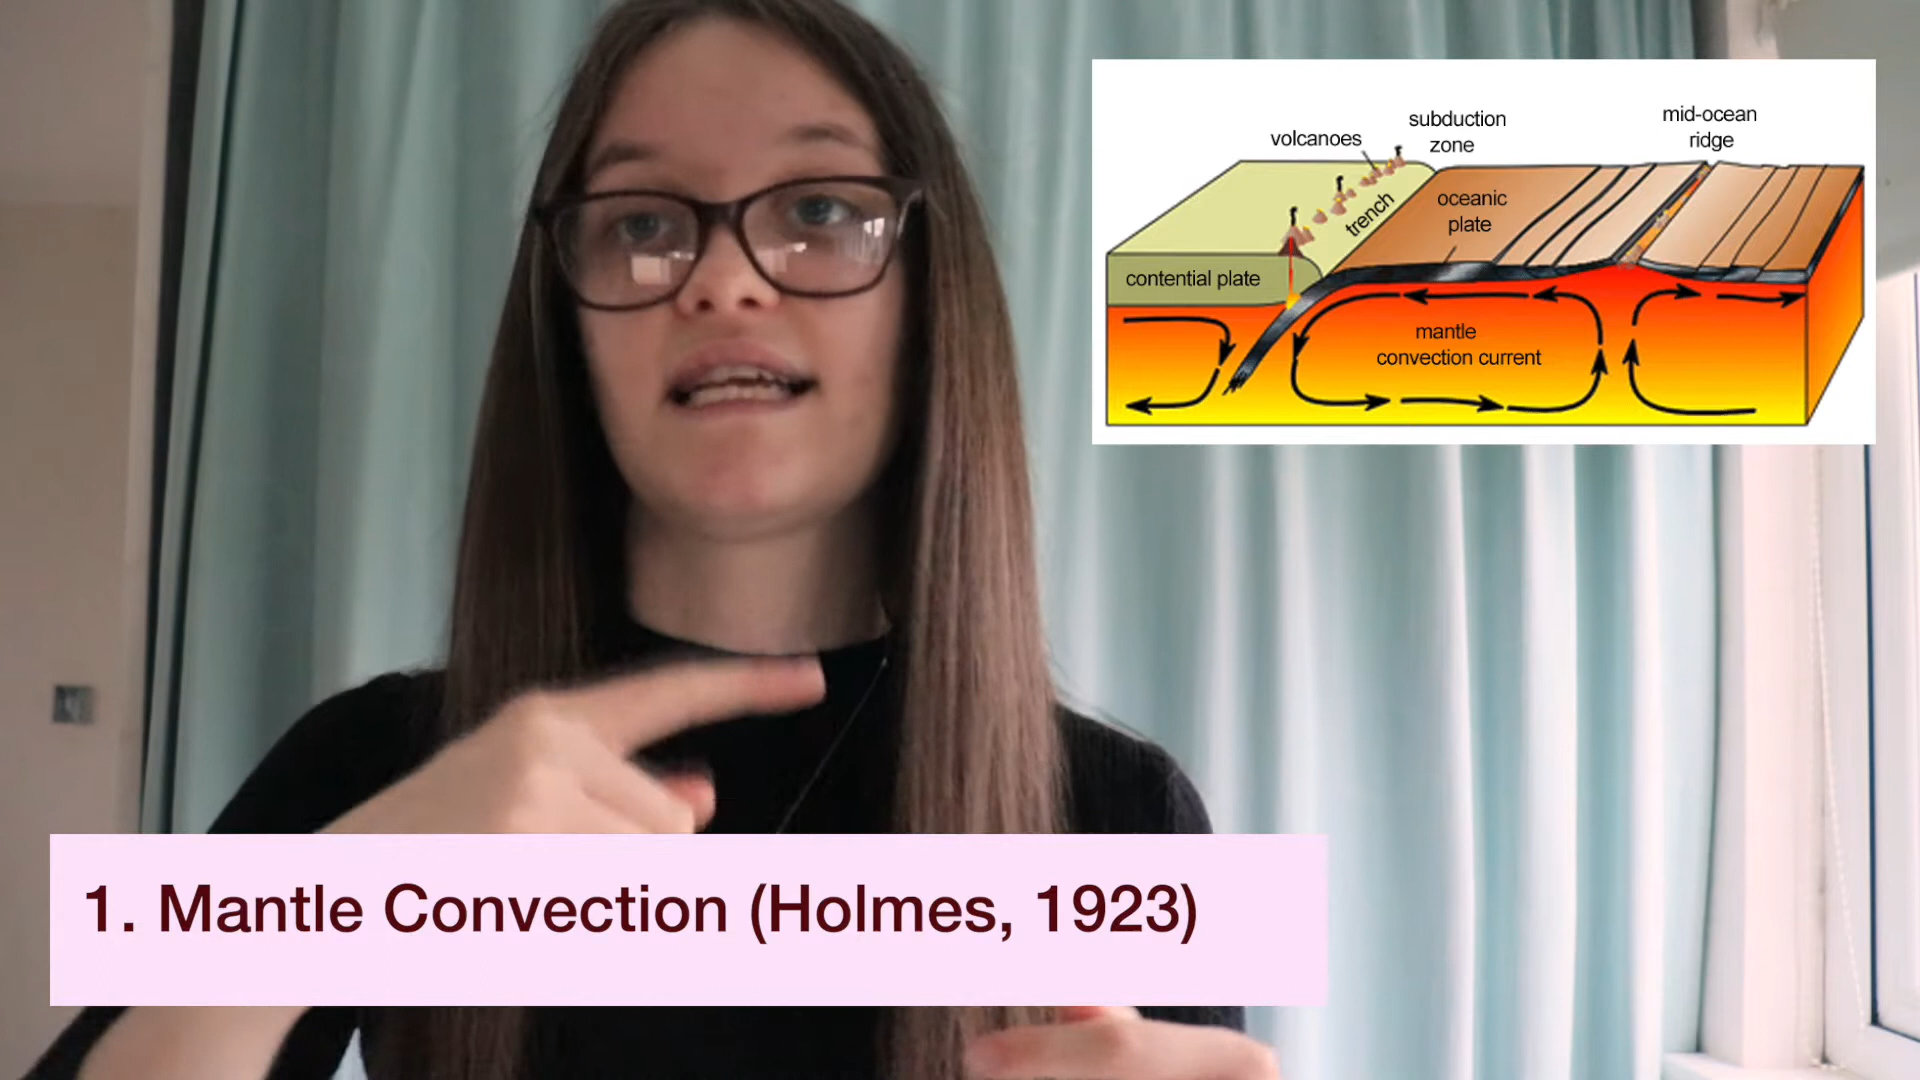 volcanoes
subduction
zone
mid-ocean
ridge
trench
oceanic
plate
contential plate
mantle
convection current
1. Mantle Convection (Holmes, 1923)